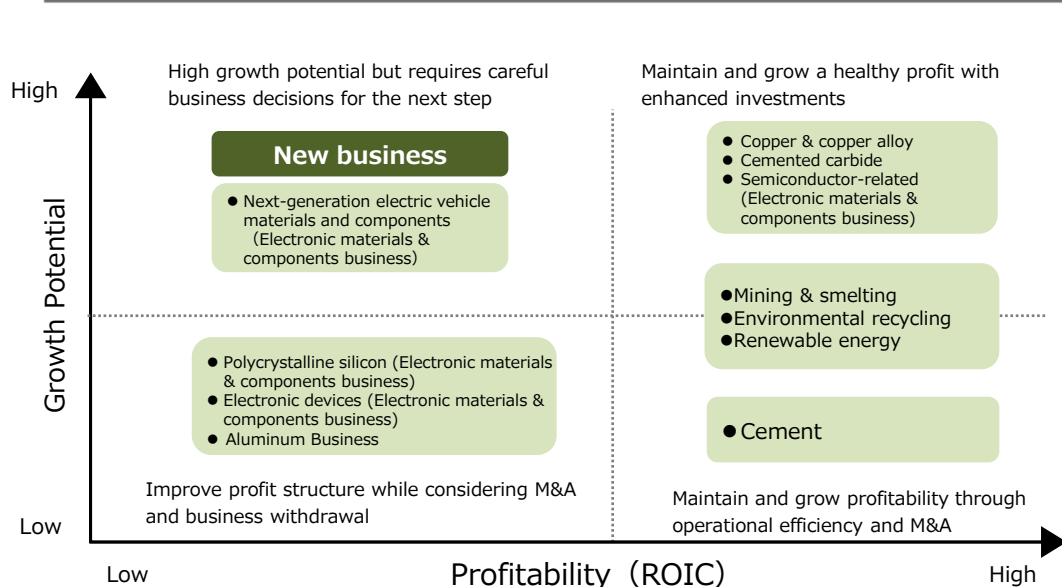 High
High growth potential but requires careful
business decisions for the next step
Maintain and grow a healthy profit with
enhanced investments
New business
● Next-generation electric vehicle
materials and components
（Electronic materials &
components business）
● Copper & copper alloy
● Cemented carbide
● Semiconductor-related
(Electronic materials &
components business)
Growth Potential
●Mining & smelting
●Environmental recycling
●Renewable energy
● Polycrystalline silicon (Electronic materials
& components business)
● Electronic devices (Electronic materials &
components business)
● Aluminum Business
● Cement
Improve profit structure while considering M&A
and business withdrawal
Maintain and grow profitability through
operational efficiency and M&A
Low
Low
Profitability（ROIC）
High